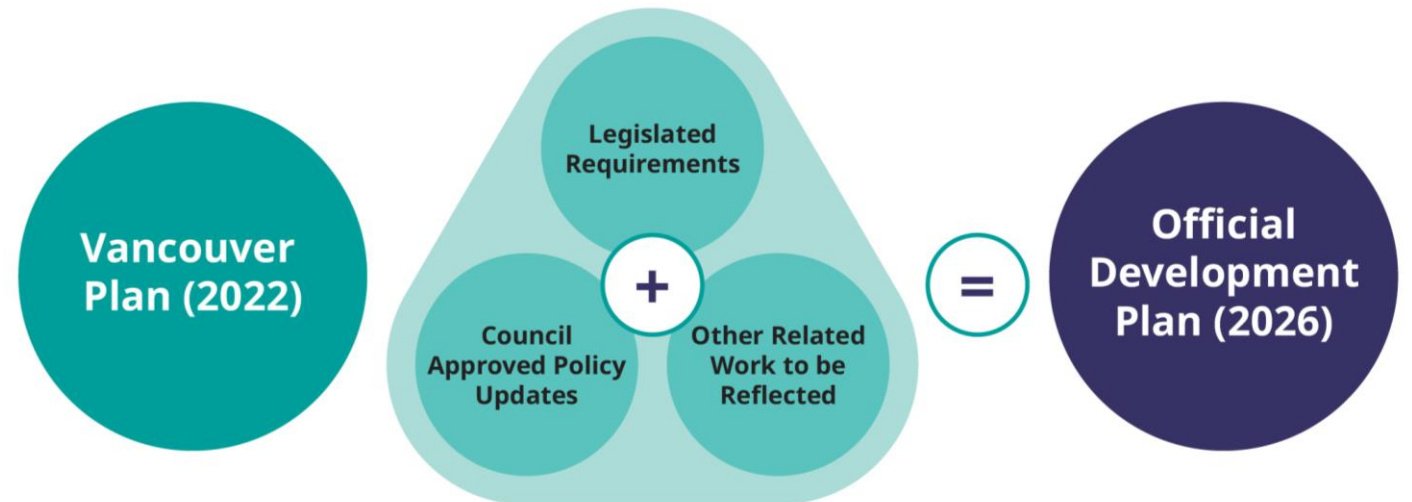 Vancouver
Plan (2022)
Legislated
Requirements
+
Council
Approved Policy
Updates
Other Related
Work to be
Reflected
=
Official
Development
Plan (2026)